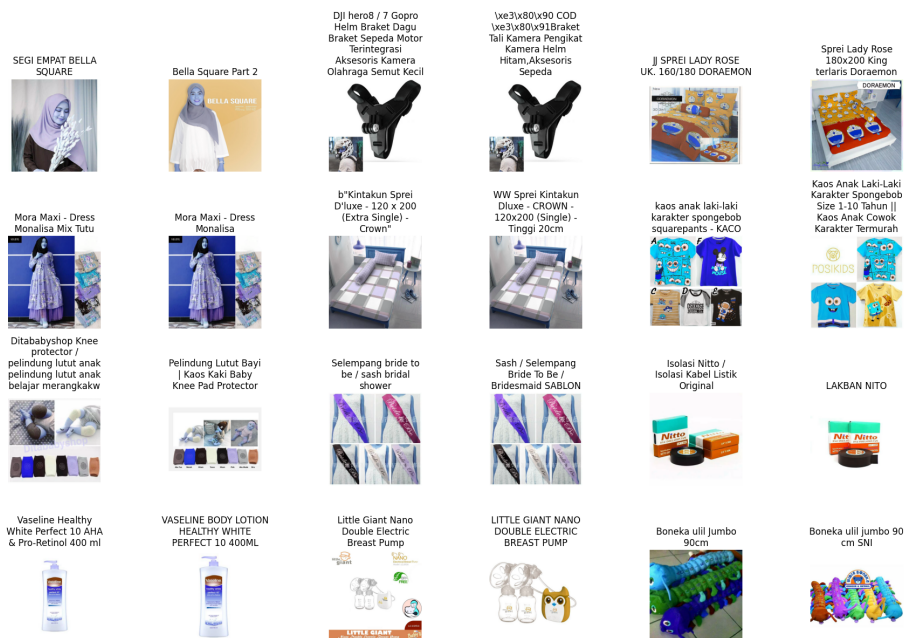 SEGI EMPAT BELLA
SQUARE
Bella Square Part 2
DJI hero8 / 7 Gopro
Helm Braket Dagu
Braket Sepeda Motor
Terintegrasi
Aksesoris Kamera
Olahraga Semut Kecil
\xe3\x80\x90 COD
\xe3\x80\x91Braket
Tali Kamera Pengikat
Kamera Helm
Hitam,Aksesoris
Sepeda
JJ SPREI LADY ROSE
UK. 160/180 DORAEMON
Sprei Lady Rose
180x200 King
terlaris Doraemon
BELLA SQUARE
DORAEMON
Mora Maxi - Dress
Monalisa Mix Tutu
Mora Maxi - Dress
Monalisa
b"Kintakun Sprei
D'luxe - 120 x 200
(Extra Single) -
Crown"
WW Sprei Kintakun
Dluxe - CROWN -
120x200 (Single) -
Tinggi 20cm
kaos anak laki-laki
karakter spongebob
squarepants - KACO
Kaos Anak Laki-Laki
Karakter Spongebob
Size 1-10 Tahun ||
Kaos Anak Cowok
Karakter Termurah
POSIKIDS
Ditababyshop Knee
protector /
pelindung lutut anak
pelindung lutut anak
belajar merangkakw
Pelindung Lutut Bayi
| Kaos Kaki Baby
Knee Pad Protector
Selempang bride to
be / sash bridal
shower
Sash / Selempang
Bride To Be /
Bridesmaid SABLON
Isolasi Nitto /
Isolasi Kabel Listik
Original
LAKBAN NITO
Nitto
Vaseline Healthy
White Perfect 10 AHA
& Pro-Retinol 400 ml
VASELINE BODY LOTION
HEALTHY WHITE
PERFECT 10 400ML
Little Giant Nano
Double Electric
Breast Pump
LITTLE GIANT NANO
DOUBLE ELECTRIC
BREAST PUMP
Boneka ulil Jumbo
90cm
Boneka ulil jumbo 90
cm SNI
giant
NANO
LITTLE GIANT